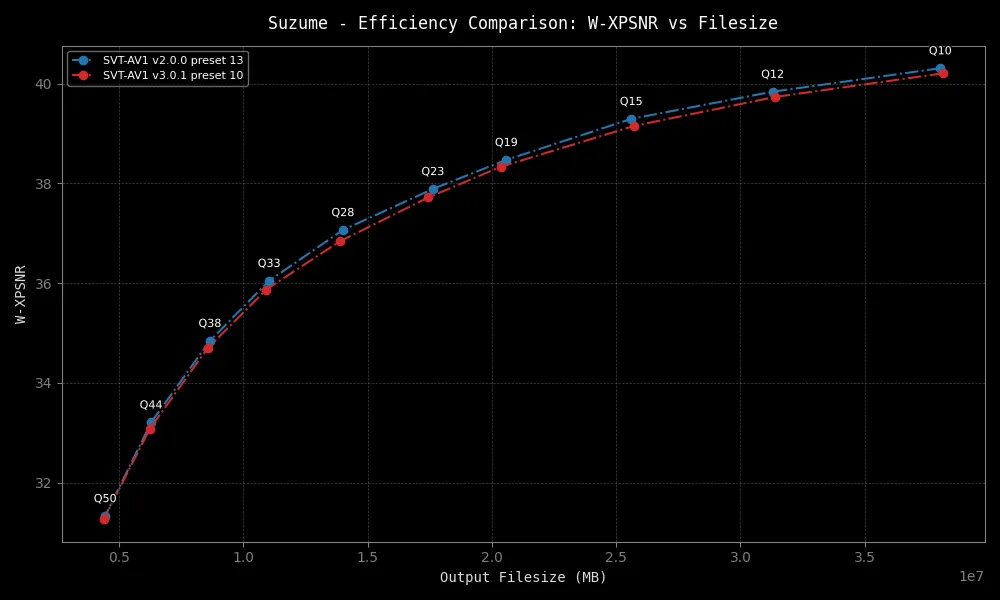 Suzume - Efficiency Comparison: W-XPSNR vs Filesize
SVT-AV1 v2.0.0 preset 13
SVT-AV1 v3.0.1 preset 10
Q10
Q12
Q15
Q19
Q23
Q28
Q33
Q38
Q44
Q50
40
38
36
34
32
W-XPSNR
0.5 1.0 1.5 2.0 2.5 3.0 3.5
1e7
Output Filesize (MB)